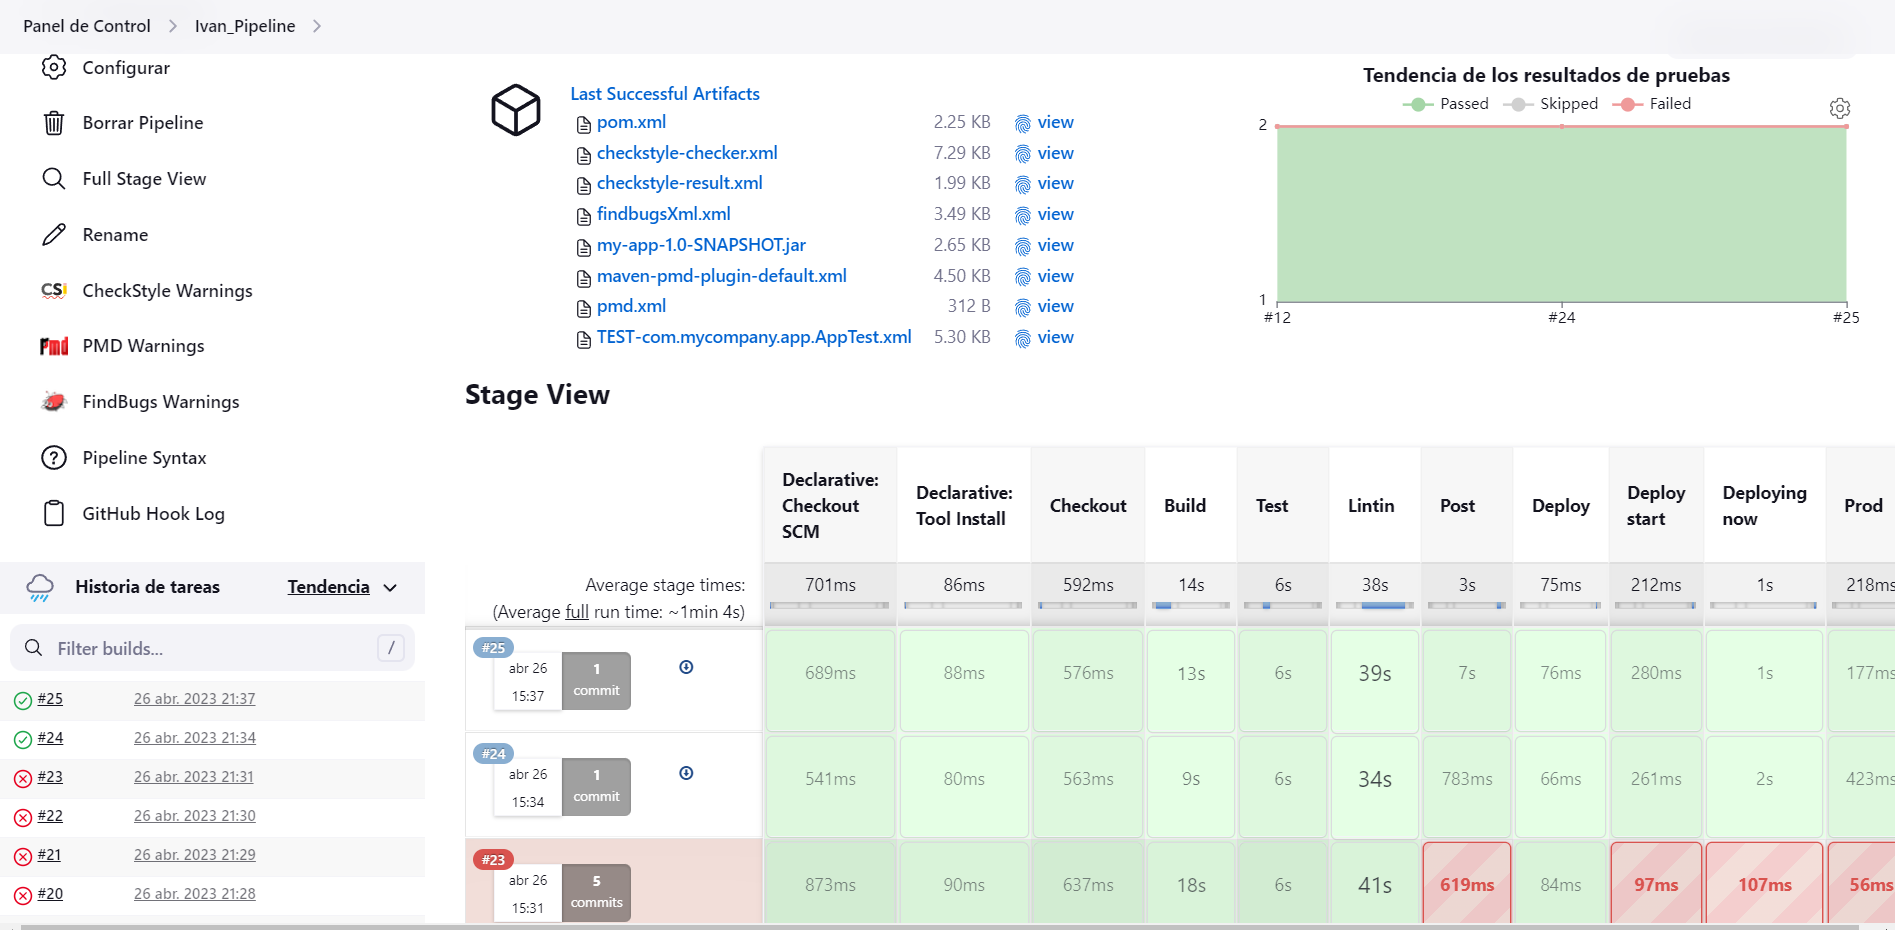 Panel de Control
Ivan_Pipeline
Configurar
Borrar Pipeline
Full Stage View
Rename
CSi CheckStyle Warnings
Pmd PMD Warnings
FindBugs Warnings
Pipeline Syntax
GitHub Hook Log
Historia de tareas Tendencia
Filter builds... /
#25 26 abr. 2023 21:37
#24 26 abr. 2023 21:34
#23 26 abr. 2023 21:31
#22 26 abr. 2023 21:30
#21 26 abr. 2023 21:29
#20 26 abr. 2023 21:28
Last Successful Artifacts
pom.xml 2.25 KB view
checkstyle-checker.xml 7.29 KB view
checkstyle-result.xml 1.99 KB view
findbugsXml.xml 3.49 KB view
my-app-1.0-SNAPSHOT.jar 2.65 KB view
maven-pmd-plugin-default.xml 4.50 KB view
pmd.xml 312 B view
TEST-com.mycompany.app.AppTest.xml 5.30 KB view
Tendencia de los resultados de pruebas
Passed Skipped Failed
2
1
#12 #24 #25
Stage View
Declarative:
Checkout
SCM
Declarative:
Tool Install
Checkout
Build
Test
Lintin
Post
Deploy
Deploy
start
Deploying
now
Prod
Average stage times:
(Average full run time: ~1min 4s)
701ms 86ms 592ms 14s 6s 38s 3s 75ms 212ms 1s 218ms
#25
abr 26
15:37
1
commit
689ms 88ms 576ms 13s 6s 39s 7s 76ms 280ms 1s 177ms
#24
abr 26
15:34
1
commit
541ms 80ms 563ms 9s 6s 34s 783ms 66ms 261ms 2s 423ms
#23
abr 26
15:31
5
commits
873ms 90ms 637ms 18s 6s 41s 619ms 84ms 97ms 107ms 56ms